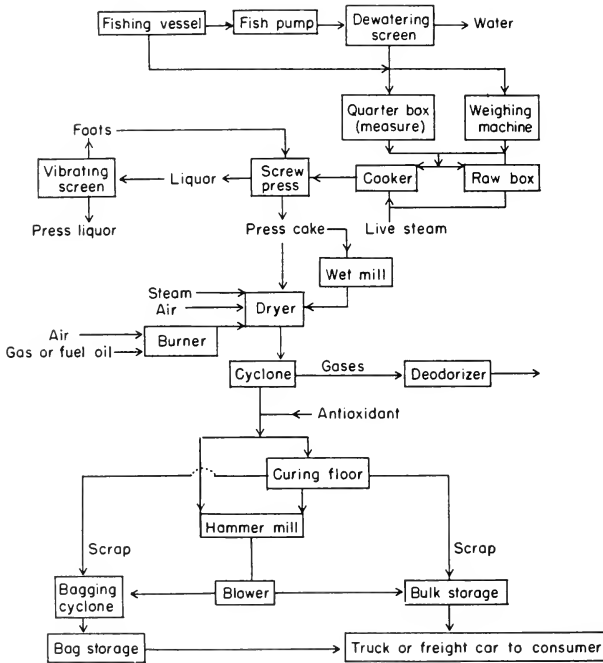 Fishing vessel
Fish pump
Dewatering
screen
Water
Quarter box
(measure)
Weighing
machine
Foots
Vibrating
screen
Liquor
Screw
press
Cooker
Raw box
Press liquor
Press cake
Live steam
Wet mill
Steam
Air
Dryer
Air
Gas or fuel oil
Burner
Cyclone
Gases
Deodorizer
Antioxidant
Curing floor
Hammer mill
Scrap
Scrap
Bagging
cyclone
Blower
Bulk storage
Bag storage
Truck or freight car to consumer